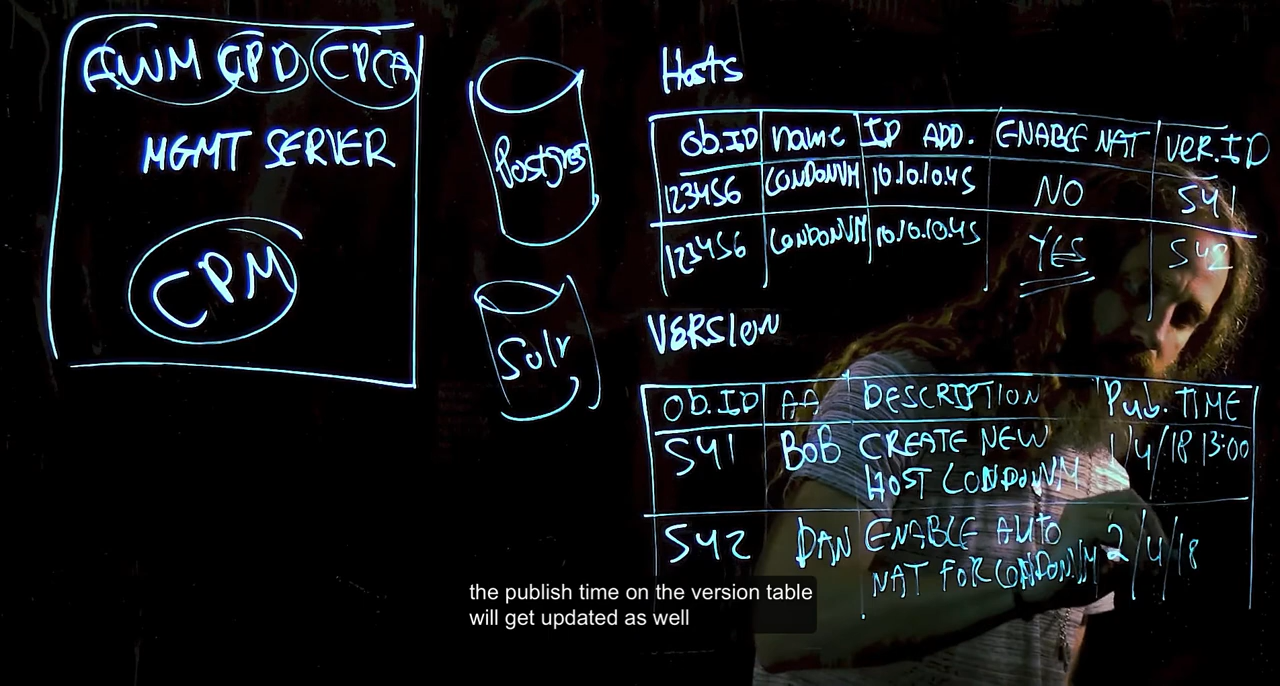 FWM CPD CPCA
MGMT SERVER
CPM
Postgres
Solr
Hosts
Ob.ID name IP ADD. ENABLE NAT VER.ID
123456 LONDONVM 10.10.10.45 NO 541
123456 LONDONVM 10.10.10.45 YES 542
VERSION
Ob.ID AA DESCRIPTION Pub. TIME
541 BOB CREATE NEW 1/4/18 13:00
HOST LONDONVM
542 DAN ENABLE AUTO 2/4/18
NAT FOR LONDONVM
the publish time on the version table
will get updated as well